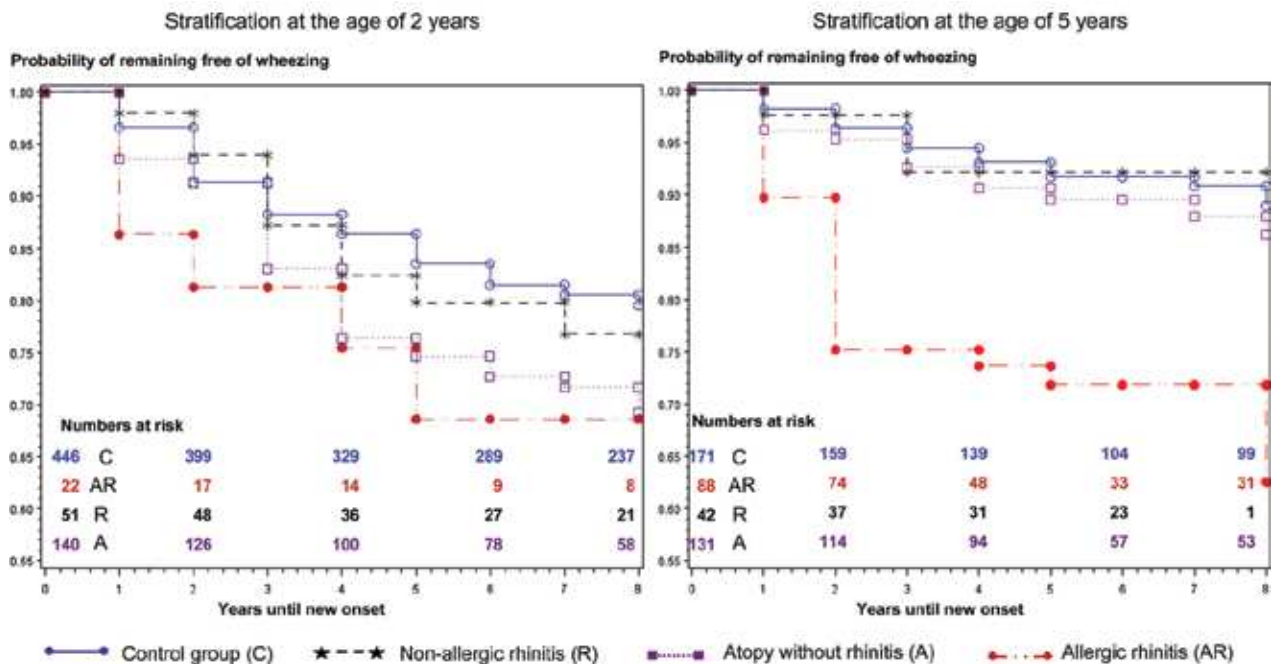 Stratification at the age of 2 years
Probability of remaining free of wheezing
1.00
0.95
0.90
0.85
0.80
0.75
0.70
0.65
0.60
0.55
Numbers at risk
446 C 399 329 289 237
22 AR 17 14 9 8
51 R 48 36 27 21
140 A 126 100 78 58
0 1 2 3 4 5 6 7 8
Years until new onset
Stratification at the age of 5 years
Probability of remaining free of wheezing
1.00
0.95
0.90
0.85
0.80
0.75
0.70
0.65
0.60
0.55
Numbers at risk
171 C 159 139 104 99
88 AR 74 48 33 31
42 R 37 31 23 1
131 A 114 94 57 53
0 1 2 3 4 5 6 7 8
Years until new onset
Control group (C) Non-allergic rhinitis (R) Atopy without rhinitis (A) Allergic rhinitis (AR)